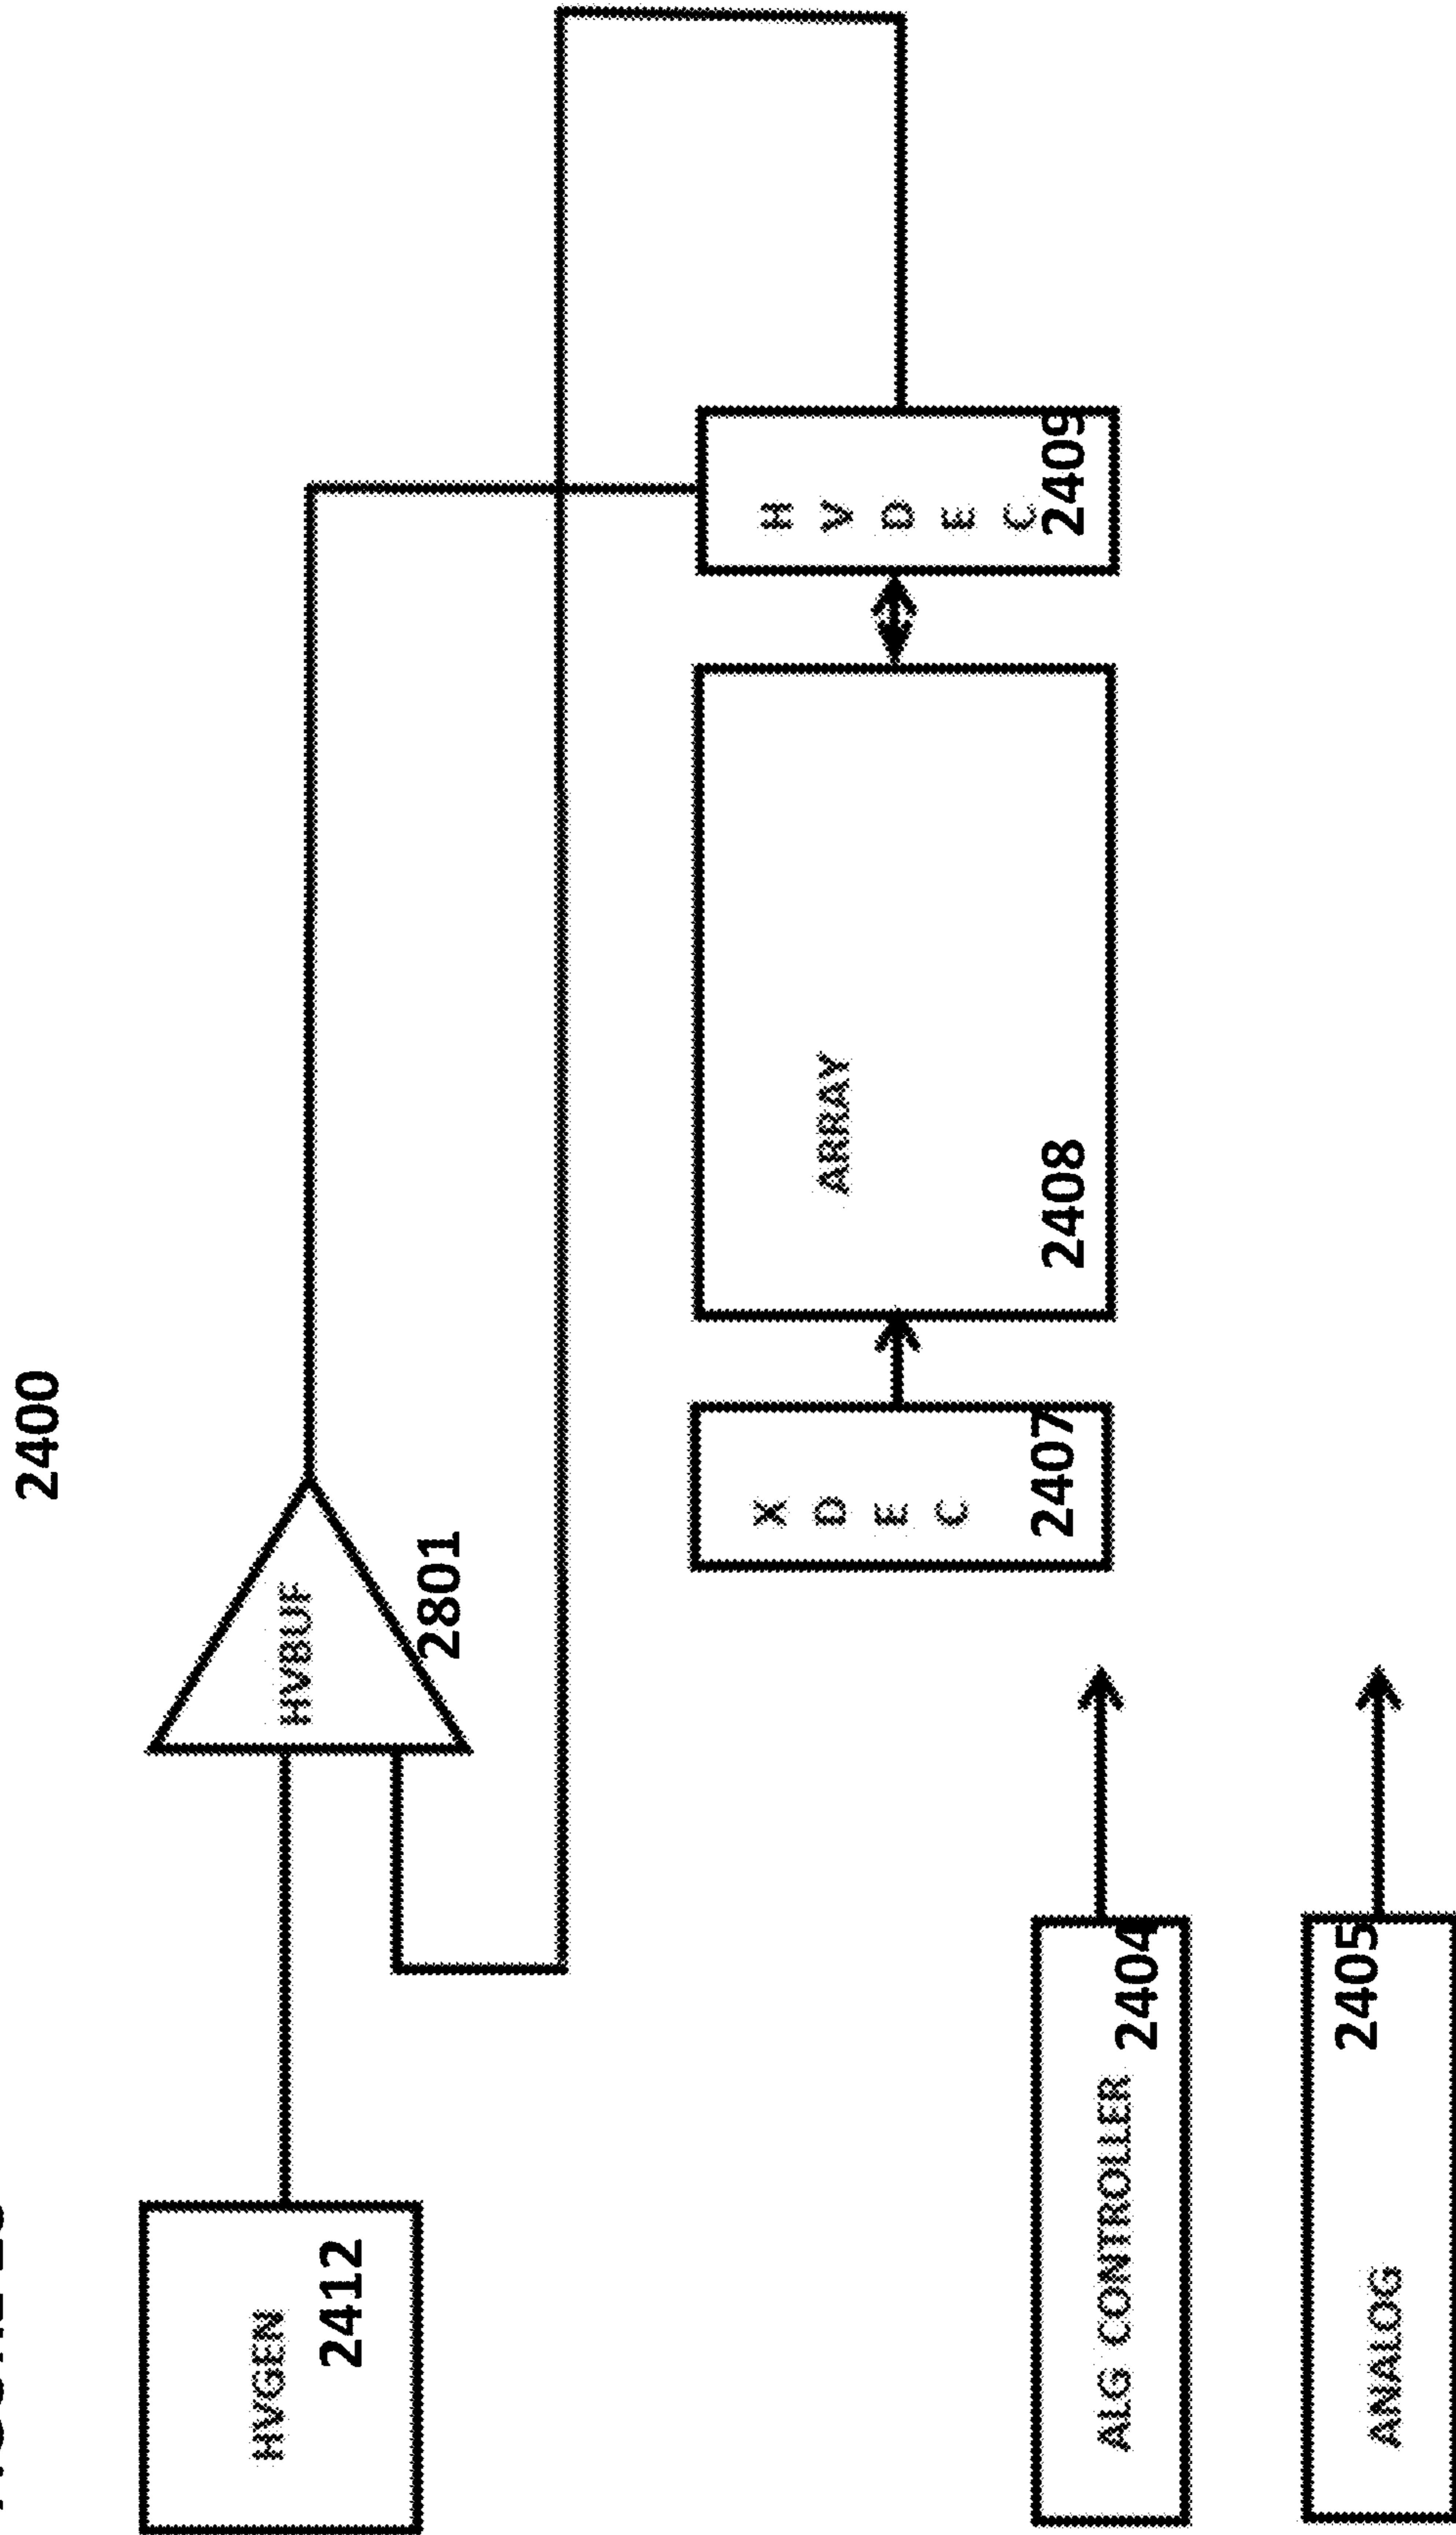 2400
HVGEN
2412
HVBUF
2801
X
D
E
C
2407
ARRAY
2408
H
V
D
E
C
2409
ALG CONTROLLER
2404
ANALOG
2405